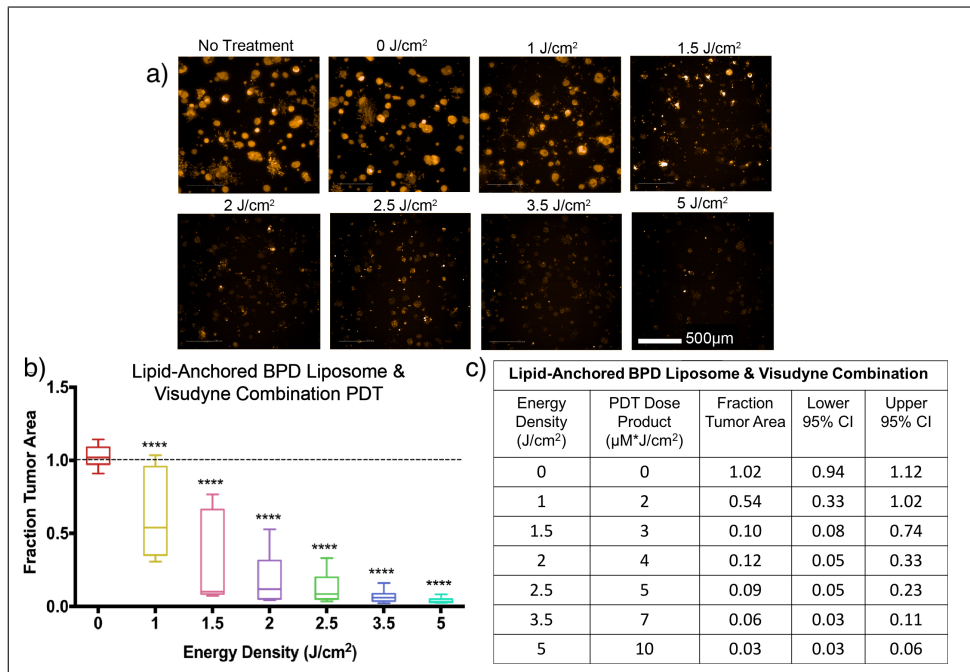 No Treatment 0 J/cm² 1 J/cm² 1.5 J/cm²
a)
2 J/cm² 2.5 J/cm² 3.5 J/cm² 5 J/cm²
500µm
b)
Lipid-Anchored BPD Liposome &
Visudyne Combination PDT
1.5
1.0
0.5
0.0
Fraction Tumor Area
**** **** **** **** **** ****
0 1 1.5 2 2.5 3.5 5
Energy Density (J/cm²)
c)
Lipid-Anchored BPD Liposome & Visudyne Combination
Energy Density (J/cm²) PDT Dose Product (µM*J/cm²) Fraction Tumor Area Lower 95% CI Upper 95% CI
0 0 1.02 0.94 1.12
1 2 0.54 0.33 1.02
1.5 3 0.10 0.08 0.74
2 4 0.12 0.05 0.33
2.5 5 0.09 0.05 0.23
3.5 7 0.06 0.03 0.11
5 10 0.03 0.03 0.06